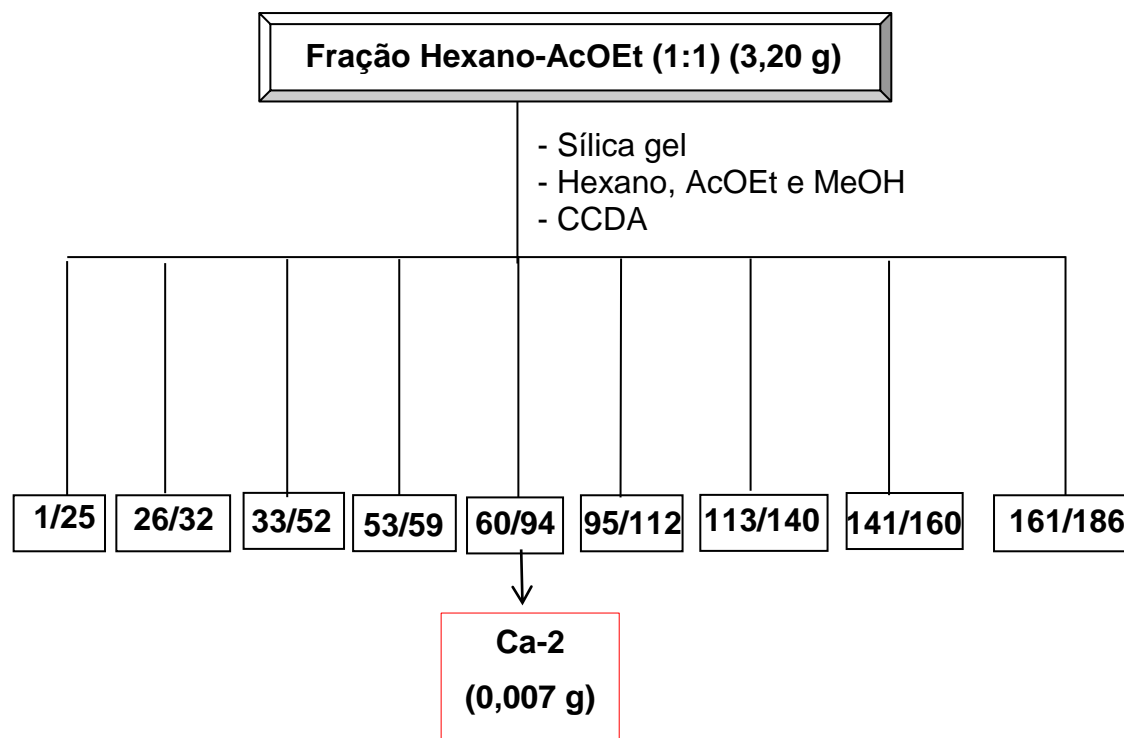 Fração Hexano-AcOEt (1:1) (3,20 g)
- Sílica gel
- Hexano, AcOEt e MeOH
- CCDA
1/25
26/32
33/52
53/59
60/94
95/112
113/140
141/160
161/186
Ca-2
(0,007 g)